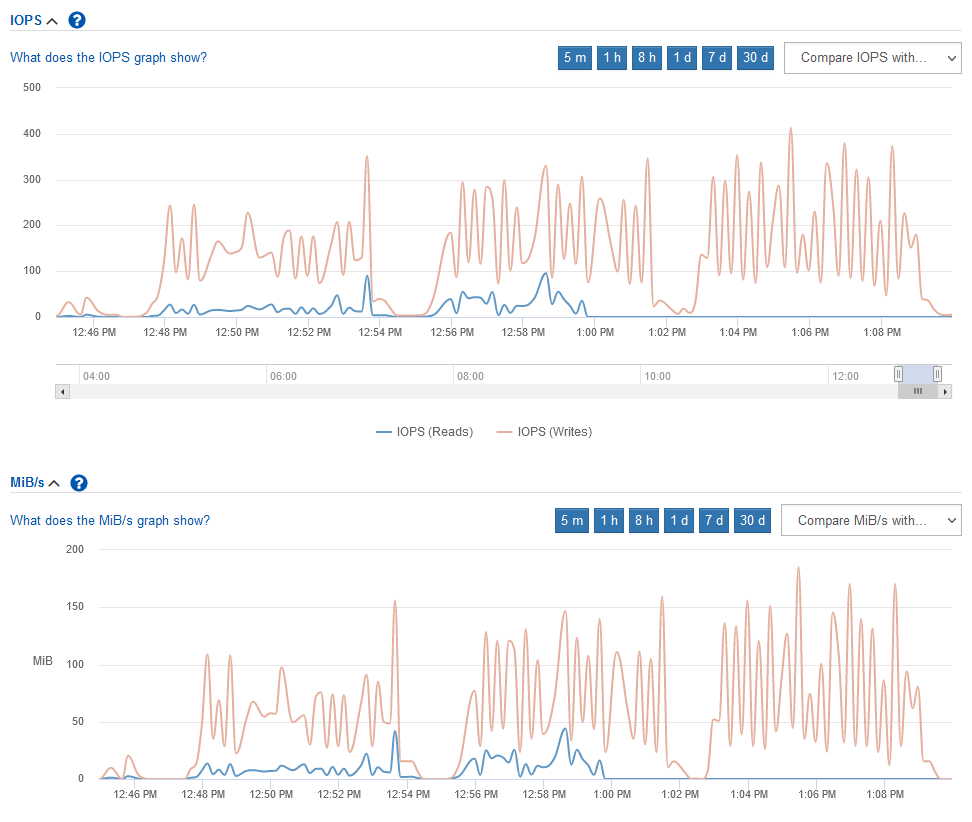 IOPS ?
What does the IOPS graph show? 5 m 1 h 8 h 1 d 7 d 30 d Compare IOPS with...
500
400
300
200
100
0
12:46 PM 12:48 PM 12:50 PM 12:52 PM 12:54 PM 12:56 PM 12:58 PM 1:00 PM 1:02 PM 1:04 PM 1:06 PM 1:08 PM
04:00 06:00 08:00 10:00 12:00
IOPS (Reads) IOPS (Writes)
MiB/s ?
What does the MiB/s graph show? 5 m 1 h 8 h 1 d 7 d 30 d Compare MiB/s with...
200
150
MiB 100
50
0
12:46 PM 12:48 PM 12:50 PM 12:52 PM 12:54 PM 12:56 PM 12:58 PM 1:00 PM 1:02 PM 1:04 PM 1:06 PM 1:08 PM